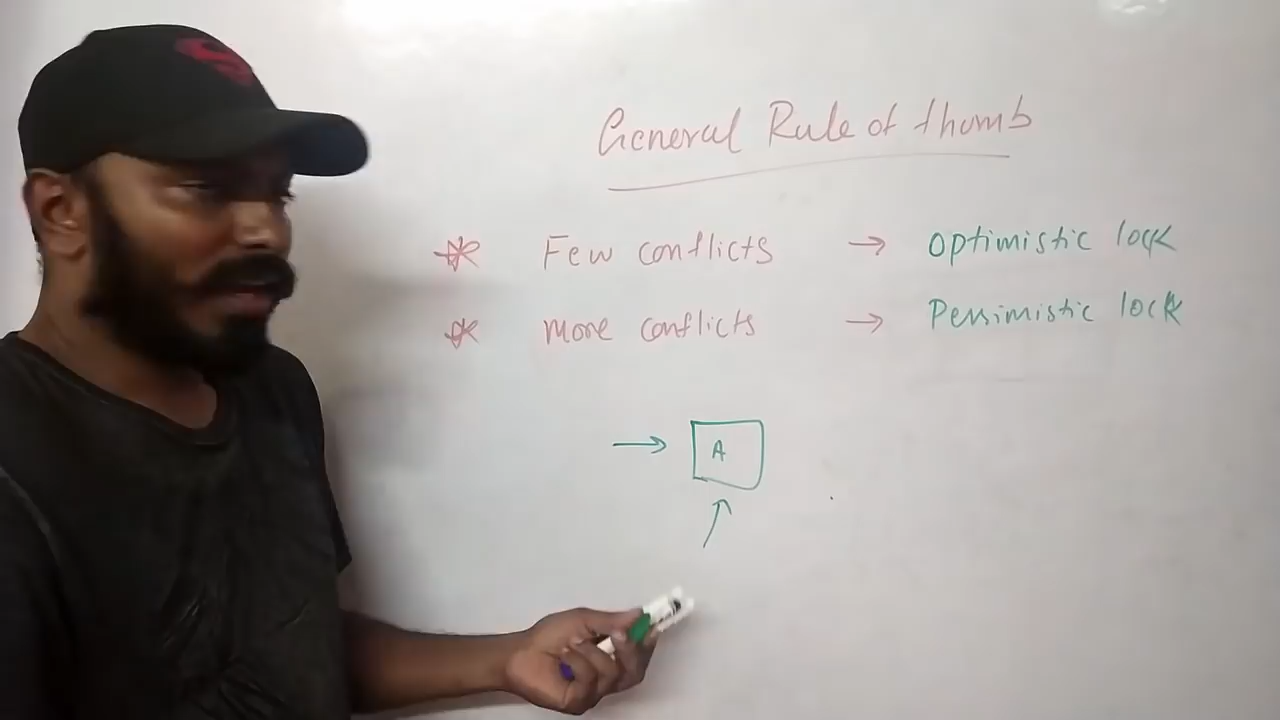 General Rule of thumb
Few conflicts → Optimistic lock
More conflicts → Pessimistic lock
→ A
↑